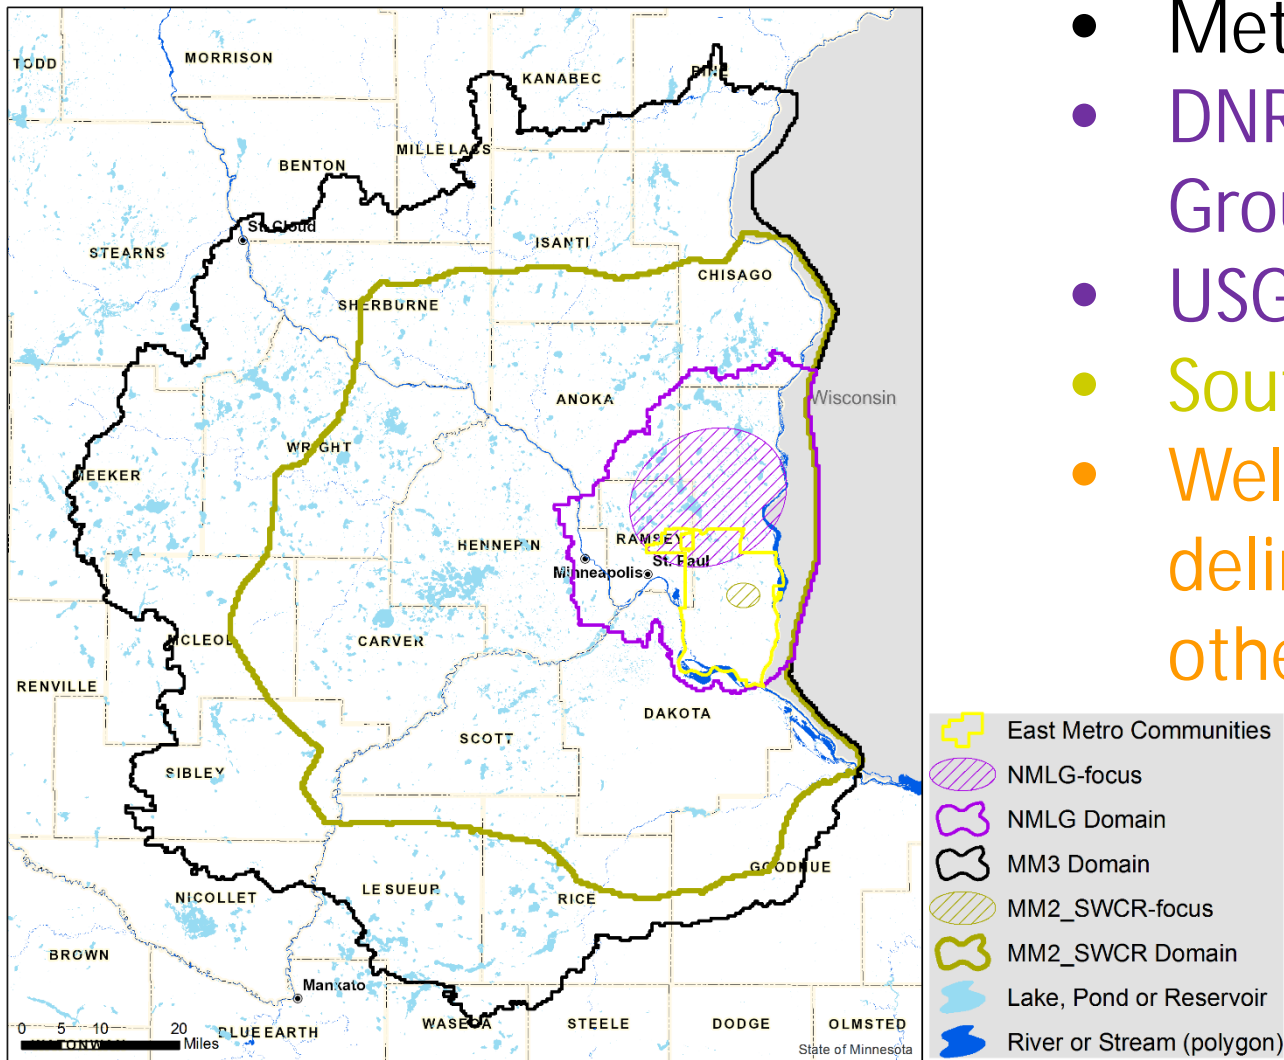 TODD
MORRISON
KANABEC
PINE
MILLE LACS
BENTON
St. Cloud
STEARNS
ISANTI
CHISAGO
SHERBURNE
Wisconsin
ANOKA
WRIGHT
MEEKER
RAMSEY
HENNEPIN
St. Paul
Minneapolis
MCLEOD
CARVER
RENVILLE
DAKOTA
SCOTT
SIBLEY
GOODHUE
LE SUEUR
NICOLLET
RICE
BROWN
Mankato
WASECA
STEELE
DODGE
OLMSTED
BLUE EARTH
0 5 10 20
Miles
WATONWAN
State of Minnesota
• Met
• DNR
Grou
• USG
• Sout
• Wel
delin
othe
East Metro Communities
NMLG-focus
NMLG Domain
MM3 Domain
MM2_SWCR-focus
MM2_SWCR Domain
Lake, Pond or Reservoir
River or Stream (polygon)